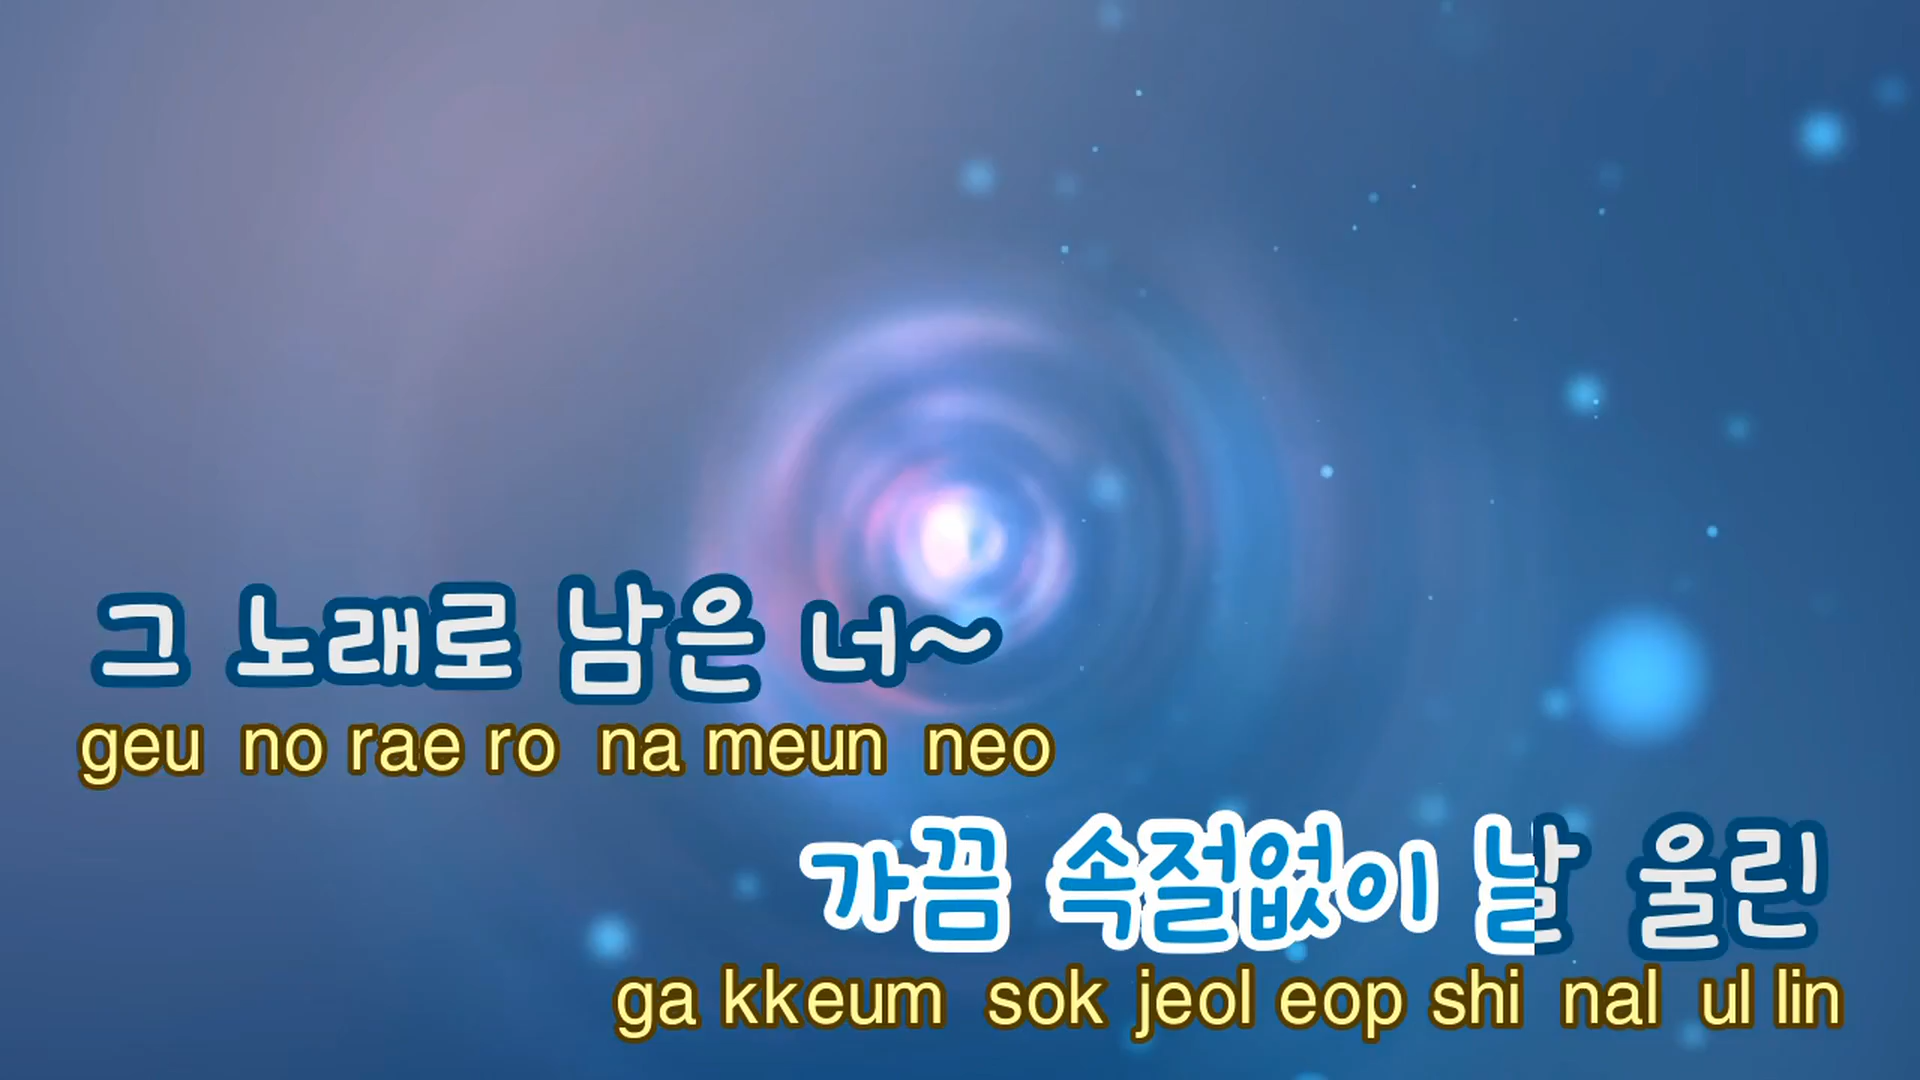 그 노래로 남은 너~
geu no rae ro na meun neo
가끔 속절없이 날 울린
ga kkeum sok jeol eop shi nal ul lin